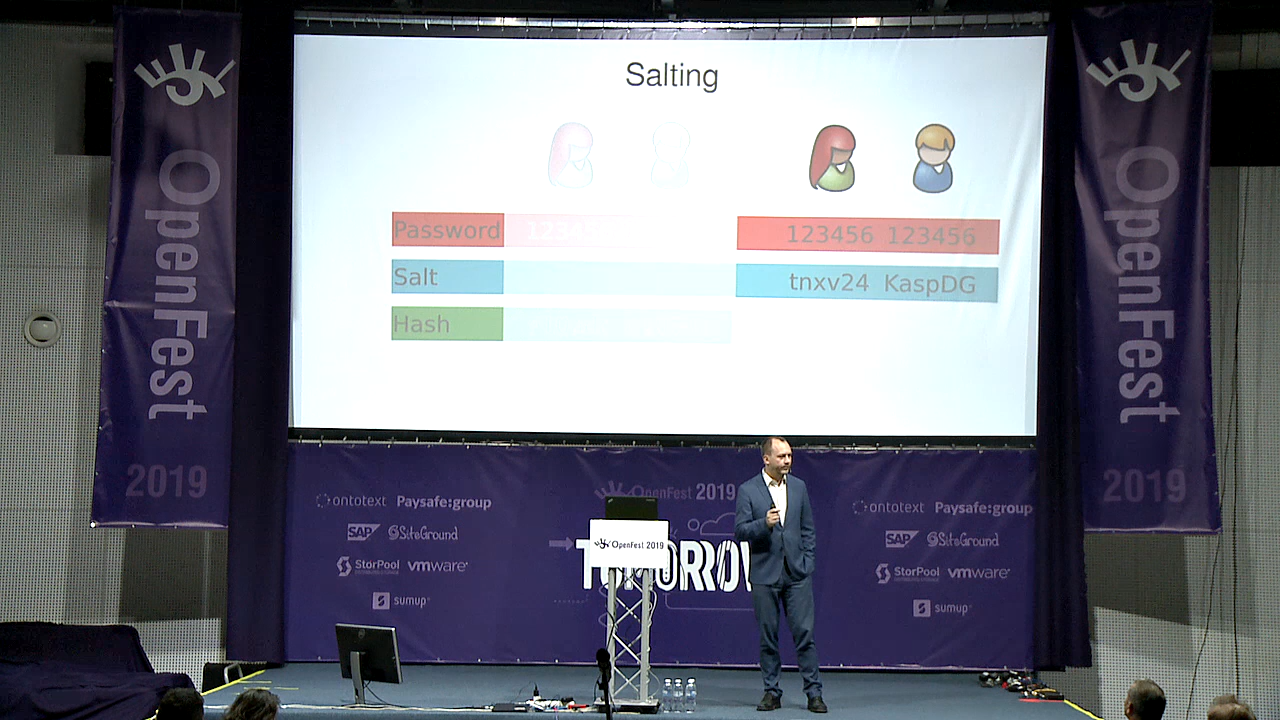 Salting
Password
123456 123456
Salt
tnxv24 KaspDG
Hash
OpenFest
2019
OpenFest
2019
OpenFest 2019
ontotext Paysafe:group
SAP SiteGround
StorPool vmware
sumup
OpenFest 2019
ontotext Paysafe:group
SAP SiteGround
StorPool vmware
sumup